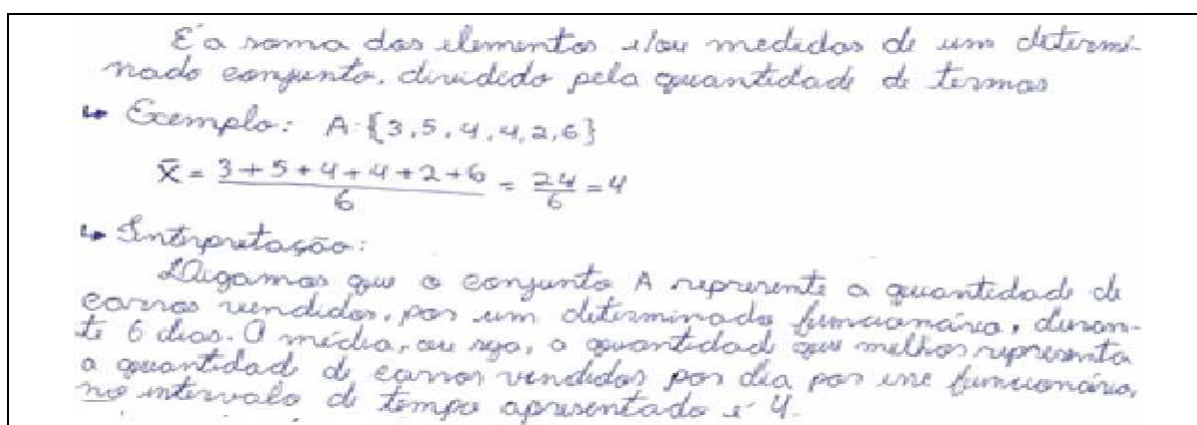 É a soma dos elementos e/ou medidas de um determi-
nado conjunto, dividido pela quantidade de termos
Exemplo: A:{3,5,4,4,2,6}
X̄ = 3+5+4+4+2+6 / 6 = 24/6 = 4
Interpretação:
Digamos que o conjunto A represente a quantidade de
carros vendidos, por um determinado funcionário, duran-
te 6 dias. A média, ou seja, a quantidade que melhor representa
a quantidade de carros vendidos por dia por esse funcionário,
no intervalo de tempo apresentado é 4.